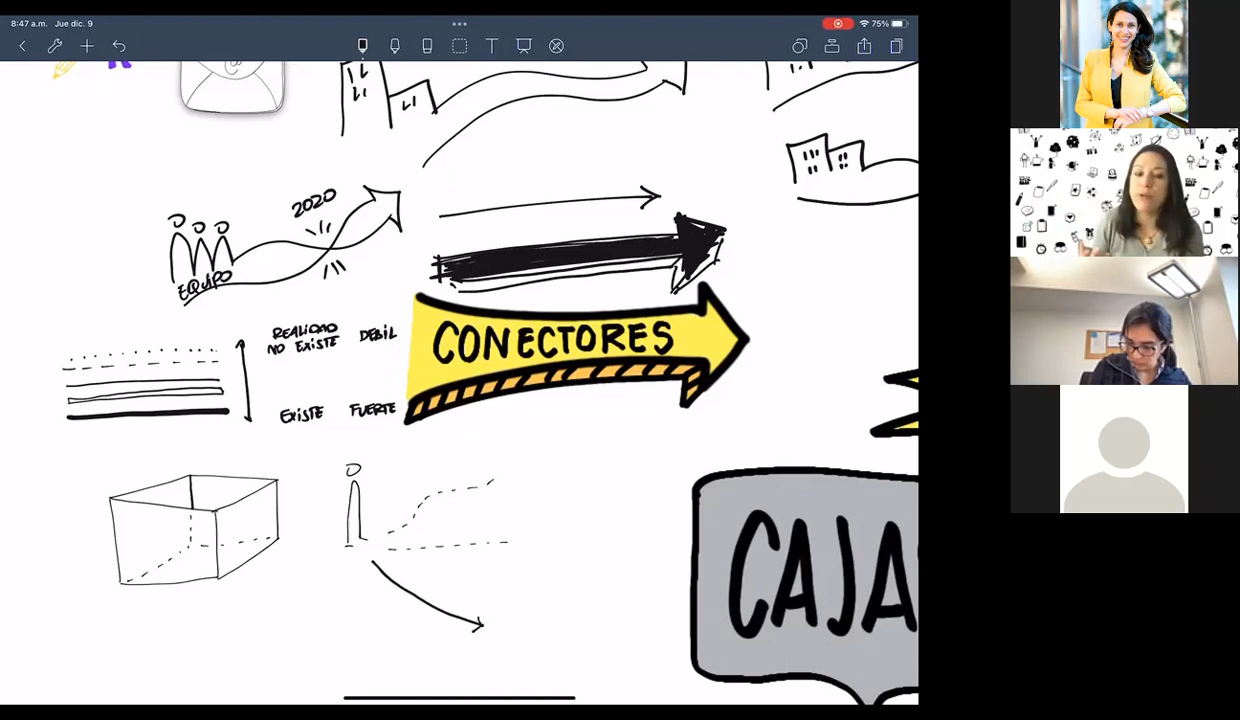 8:47 a.m. Jue dic. 9
75%
T
@
2020
EQUIPO
REALIDAD
NO EXISTE
DEBIL
CONECTORES
EXISTE
FUERTE
CAJA